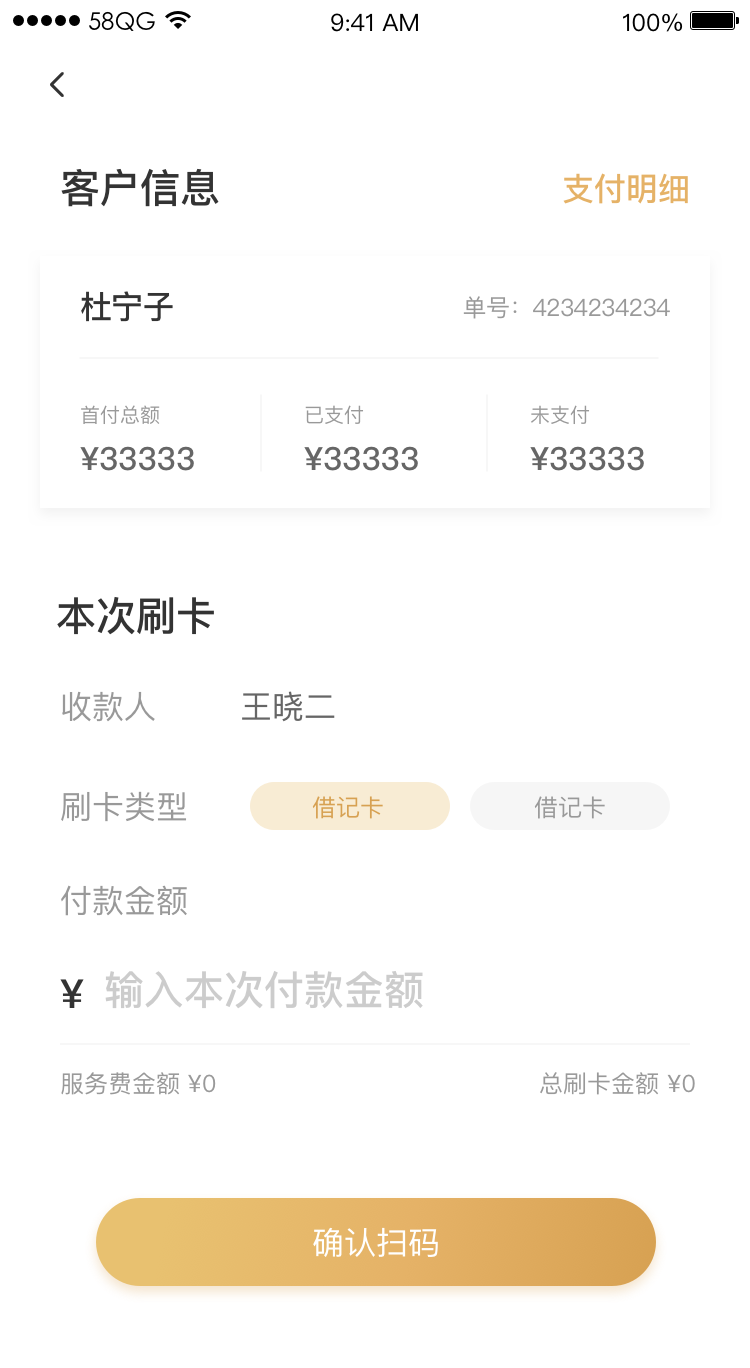 58QG 9:41 AM 100%
客户信息 支付明细
杜宁子 单号：4234234234
首付总额 已支付 未支付
¥33333 ¥33333 ¥33333
本次刷卡
收款人 王晓二
刷卡类型 借记卡 借记卡
付款金额
¥ 输入本次付款金额
服务费金额 ¥0 总刷卡金额 ¥0
确认扫码